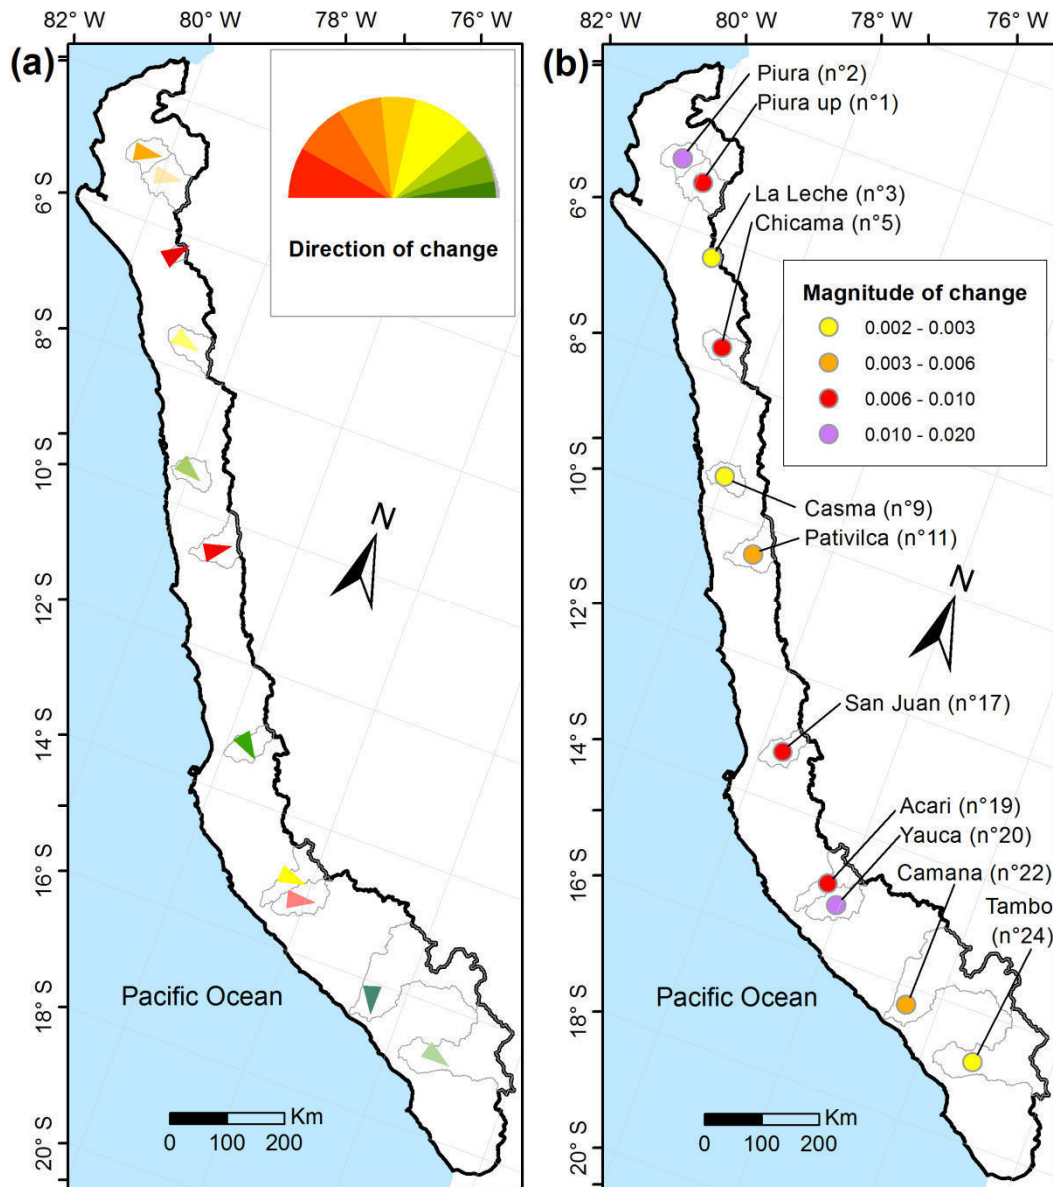 82° W
80° W
78° W
76° W
(a)
Direction of change
6° S
8° S
10° S
12° S
14° S
16° S
18° S
20° S
N
Pacific Ocean
Km
0 100 200
82° W
80° W
78° W
76° W
(b)
Piura (n°2)
Piura up (n°1)
La Leche (n°3)
Chicama (n°5)
Magnitude of change
0.002 - 0.003
0.003 - 0.006
0.006 - 0.010
0.010 - 0.020
Casma (n°9)
Pativilca (n°11)
N
San Juan (n°17)
Acari (n°19)
Yauca (n°20)
Camana (n°22)
Tambo
(n°24)
6° S
8° S
10° S
12° S
14° S
16° S
18° S
20° S
Pacific Ocean
Km
0 100 200